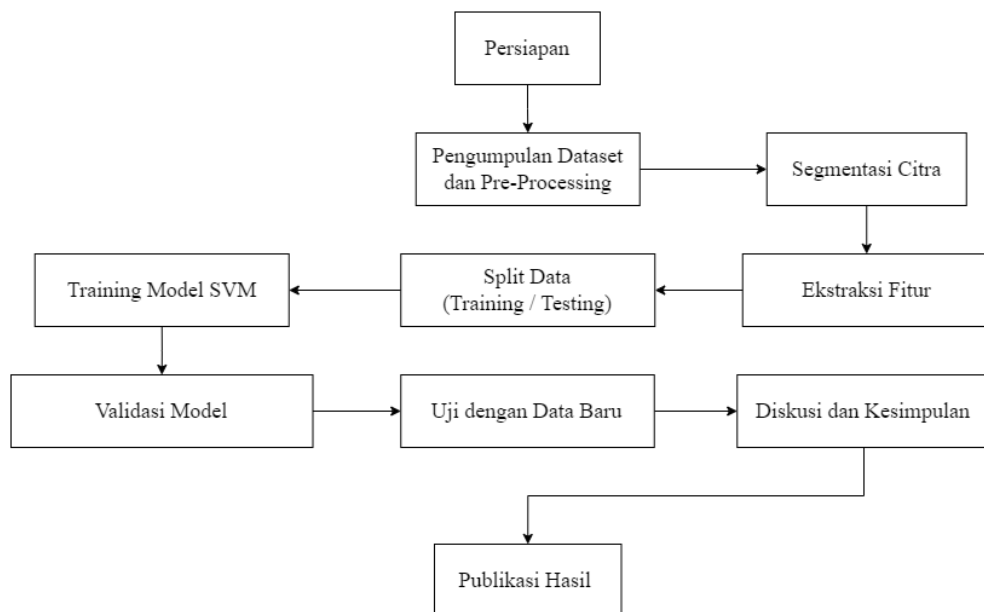 Persiapan
Pengumpulan Dataset
dan Pre-Processing
Segmentasi Citra
Ekstraksi Fitur
Split Data
(Training / Testing)
Training Model SVM
Validasi Model
Uji dengan Data Baru
Diskusi dan Kesimpulan
Publikasi Hasil